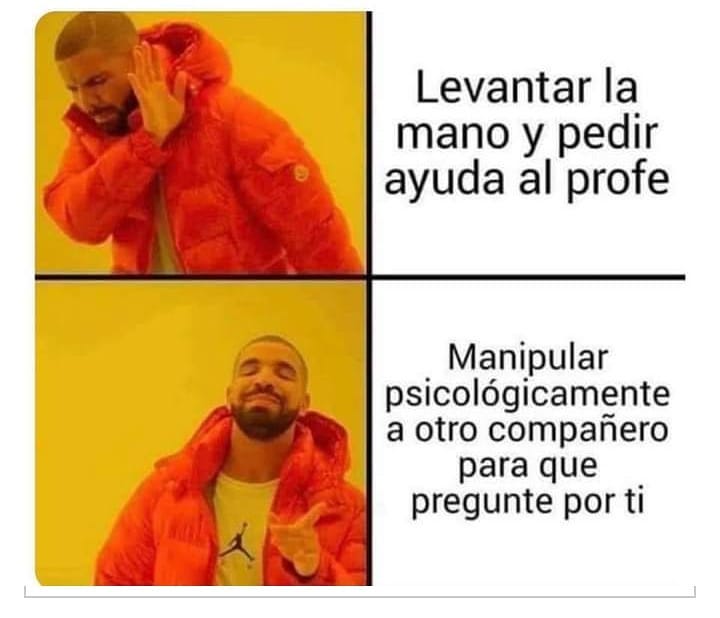 Levantar la
mano y pedir
ayuda al profe
Manipular
psicológicamente
a otro compañero
para que
pregunte por ti